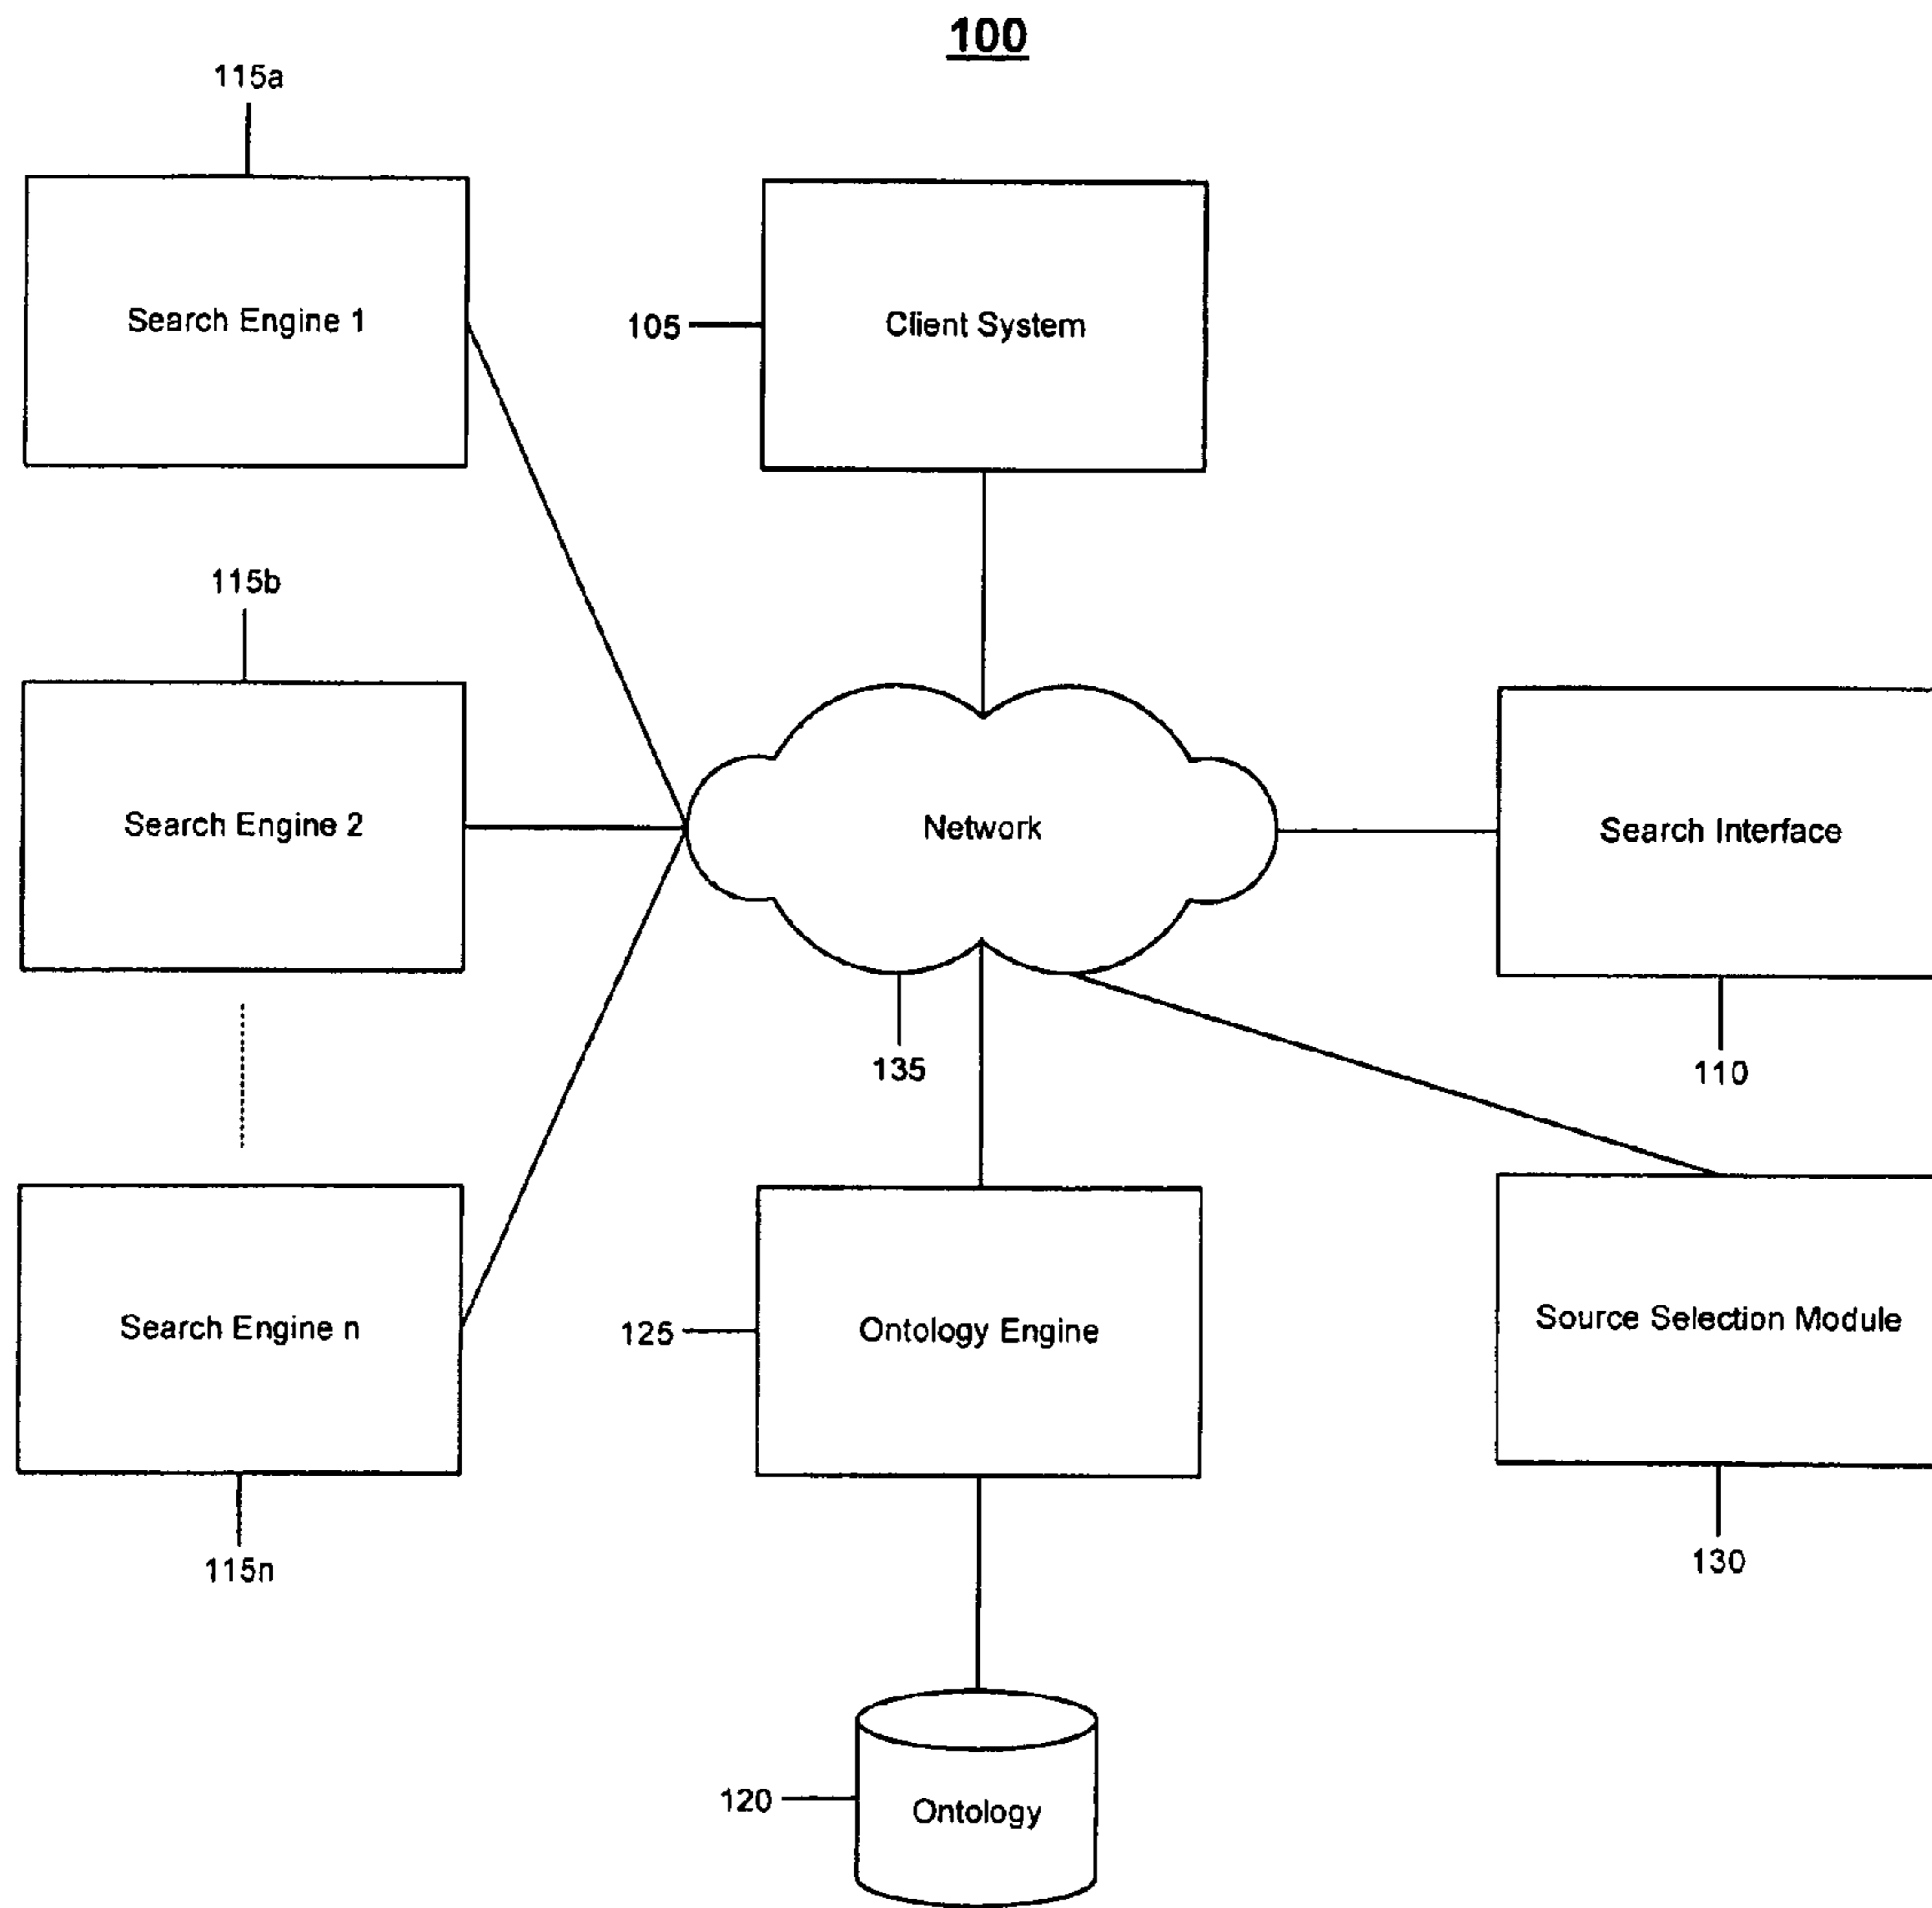 100
115a
Search Engine 1
105
Client System
115b
Search Engine 2
Network
Search Interface
135
110
Search Engine n
125
Ontology Engine
Source Selection Module
115n
130
120
Ontology